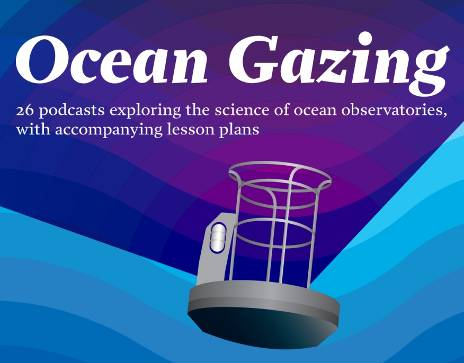 Ocean Gazing
26 podcasts exploring the science of ocean observatories,
with accompanying lesson plans